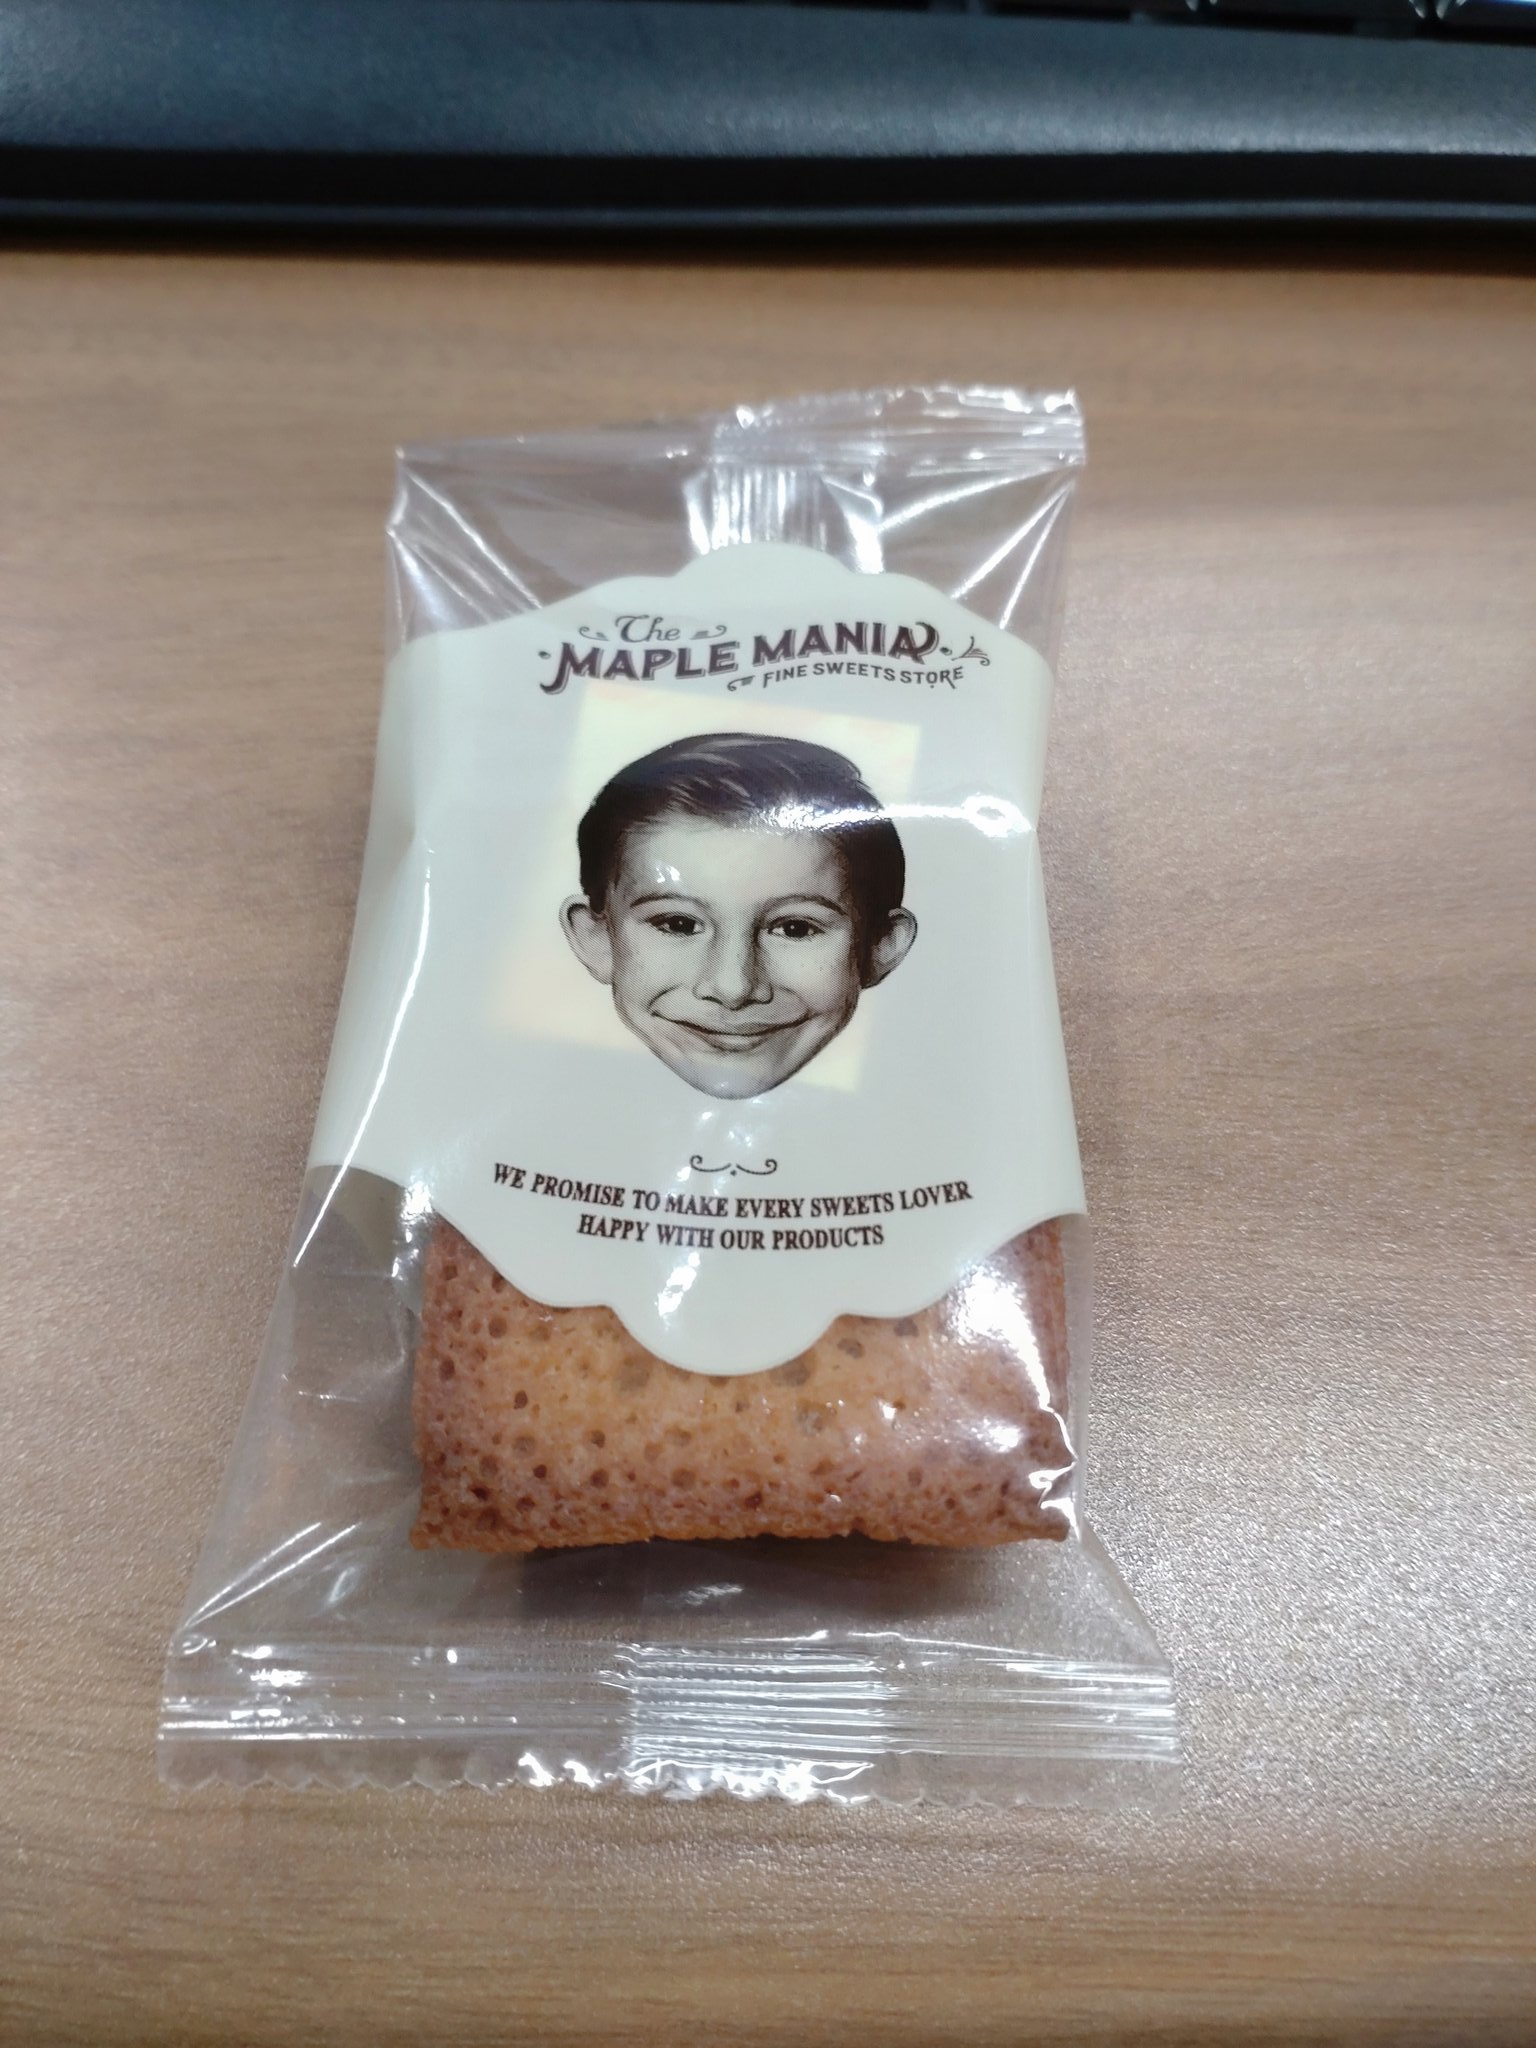 The
MAPLE MANIA
FINE SWEETS STORE
WE PROMISE TO MAKE EVERY SWEETS LOVER
HAPPY WITH OUR PRODUCTS